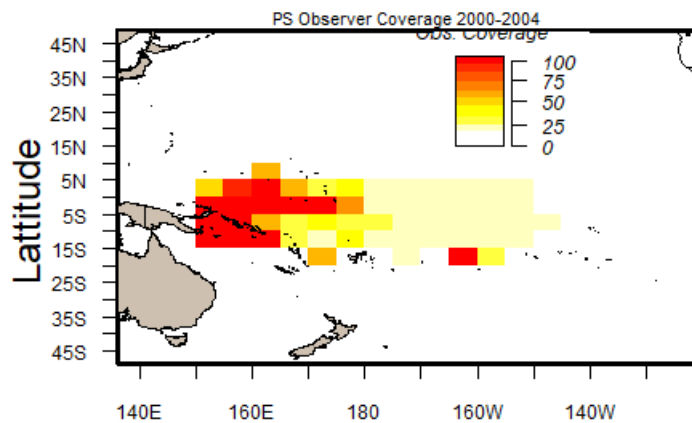 PS Observer Coverage 2000-2004
Obs. Coverage
100
75
50
25
0
45N
35N
25N
15N
5N
5S
15S
25S
35S
45S
Lattitude
140E 160E 180 160W 140W